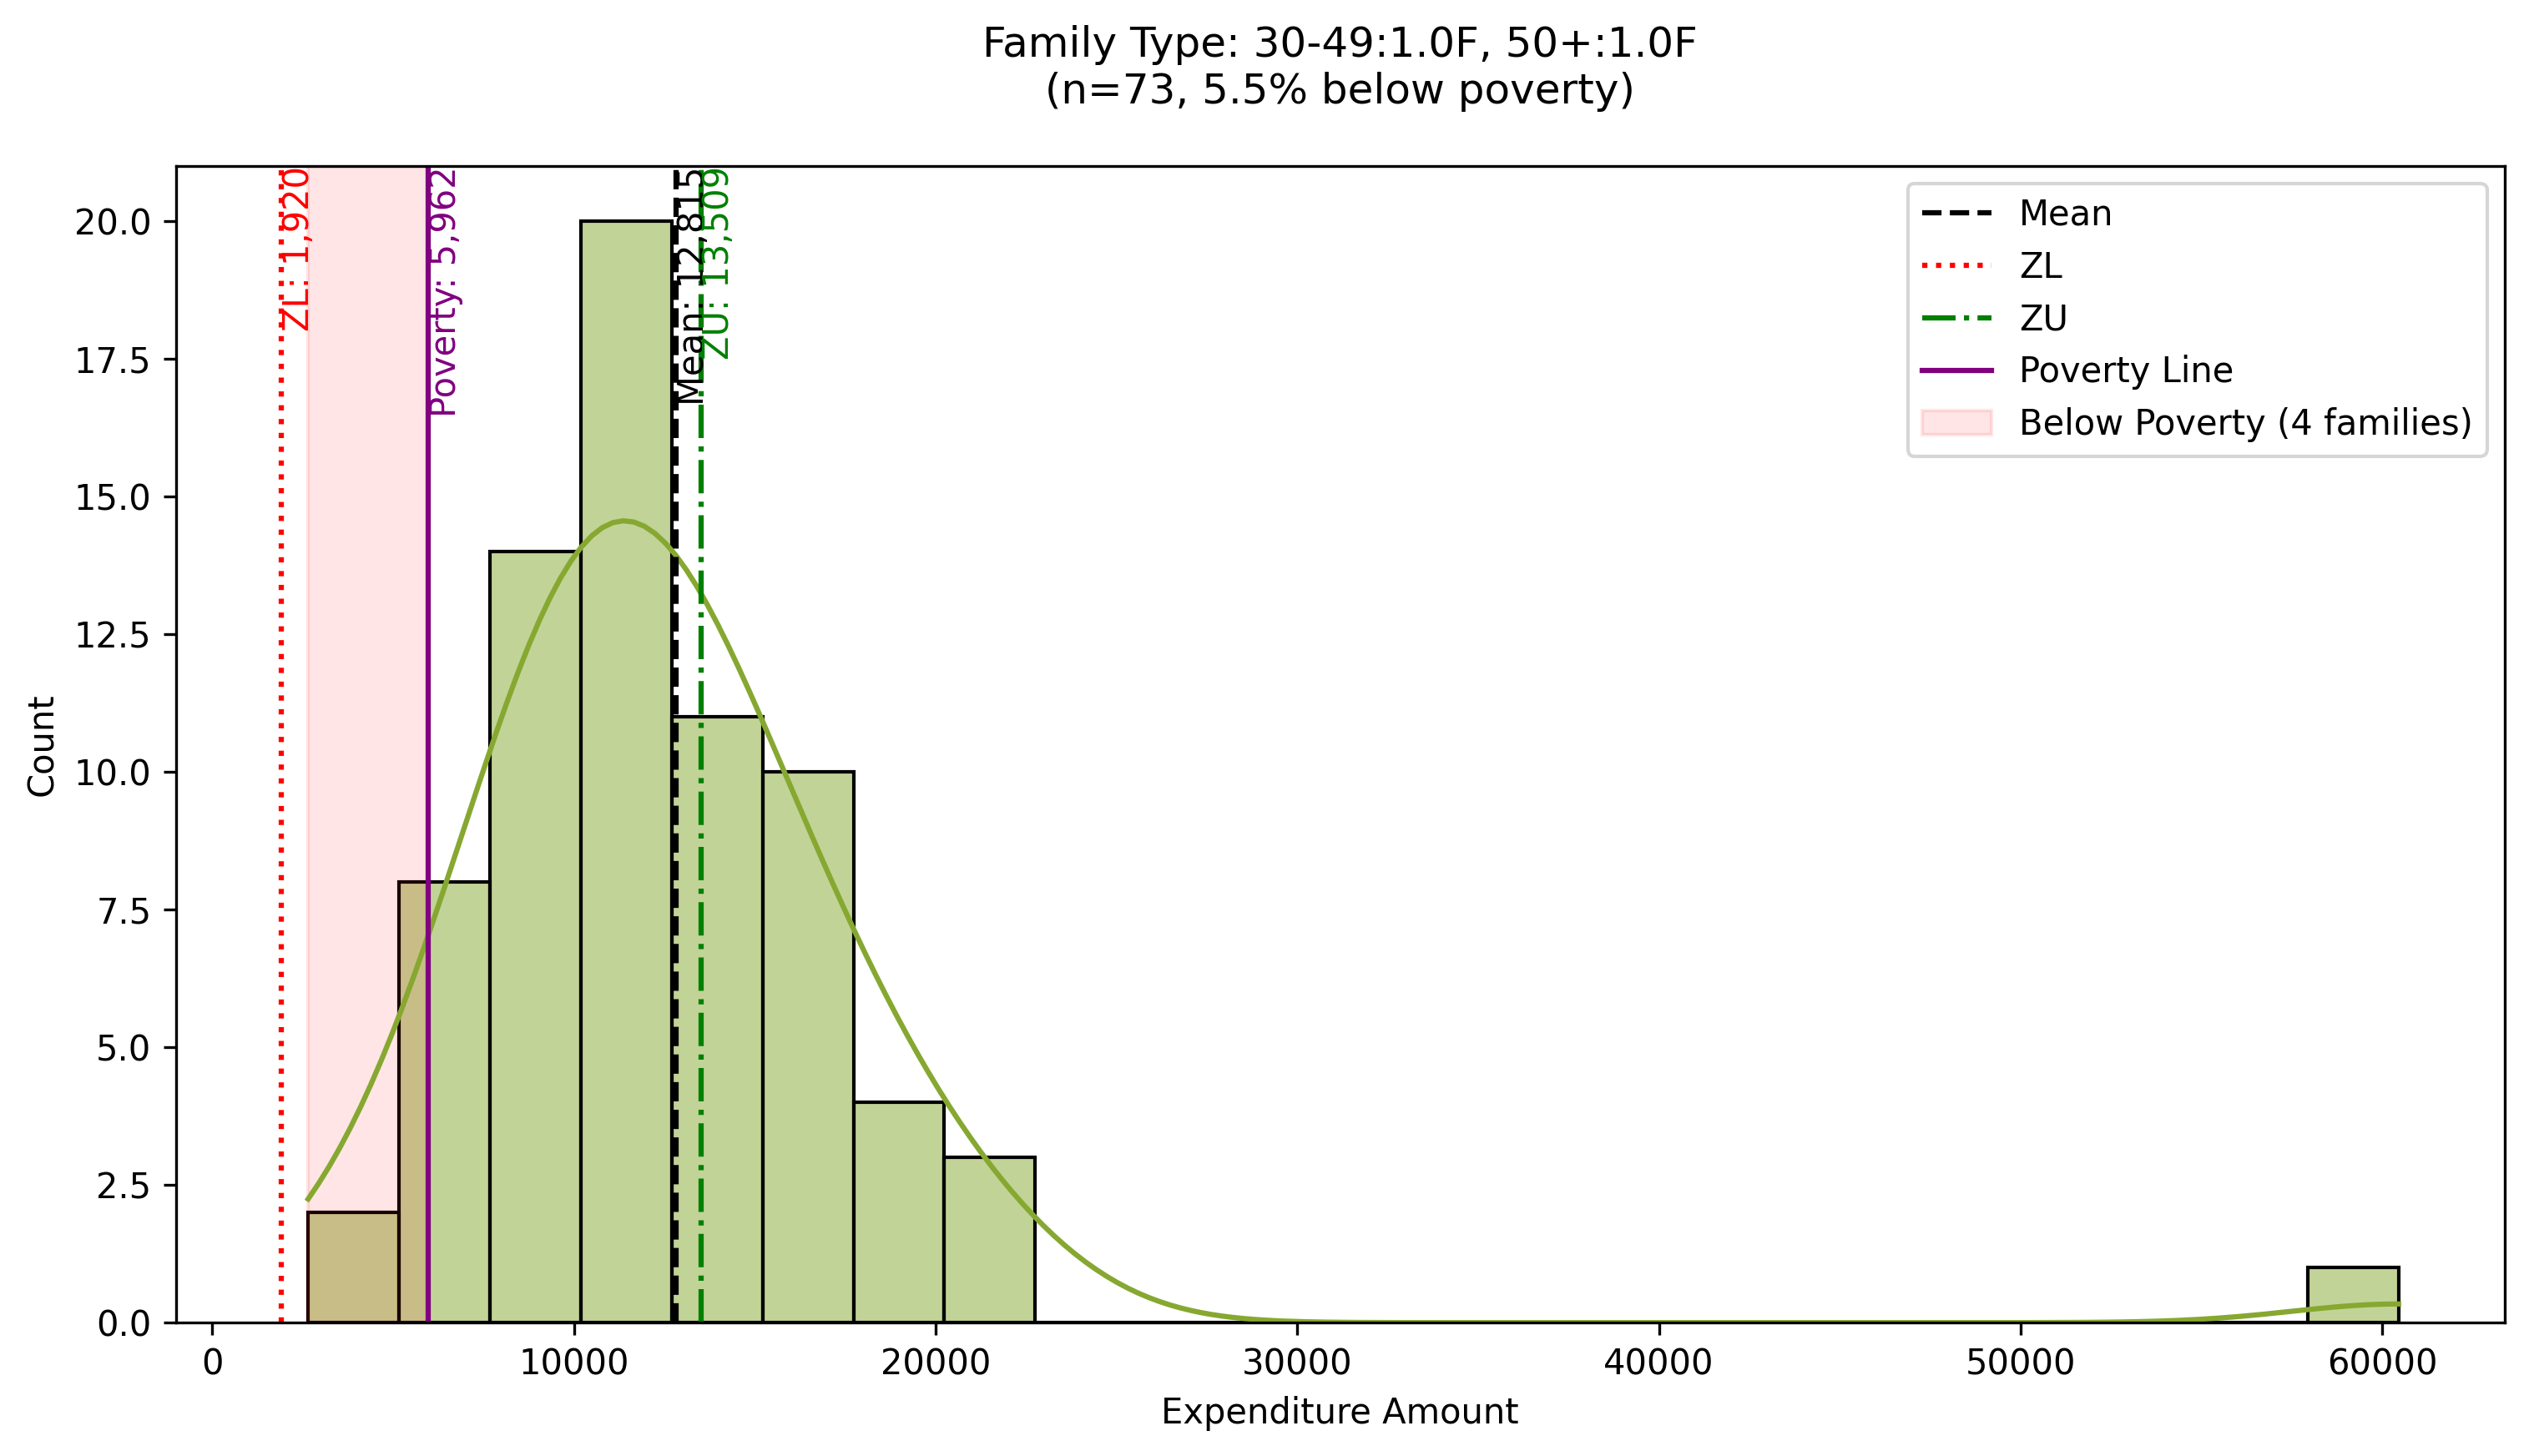 Family Type: 30-49:1.0F, 50+:1.0F
(n=73, 5.5% below poverty)
ZL: 1,920
Poverty: 5,962
Mean: 12,815
ZU: 13,509
Mean
ZL
ZU
Poverty Line
Below Poverty (4 families)
Count
20.0
17.5
15.0
12.5
10.0
7.5
5.0
2.5
0.0
0
10000
20000
30000
40000
50000
60000
Expenditure Amount